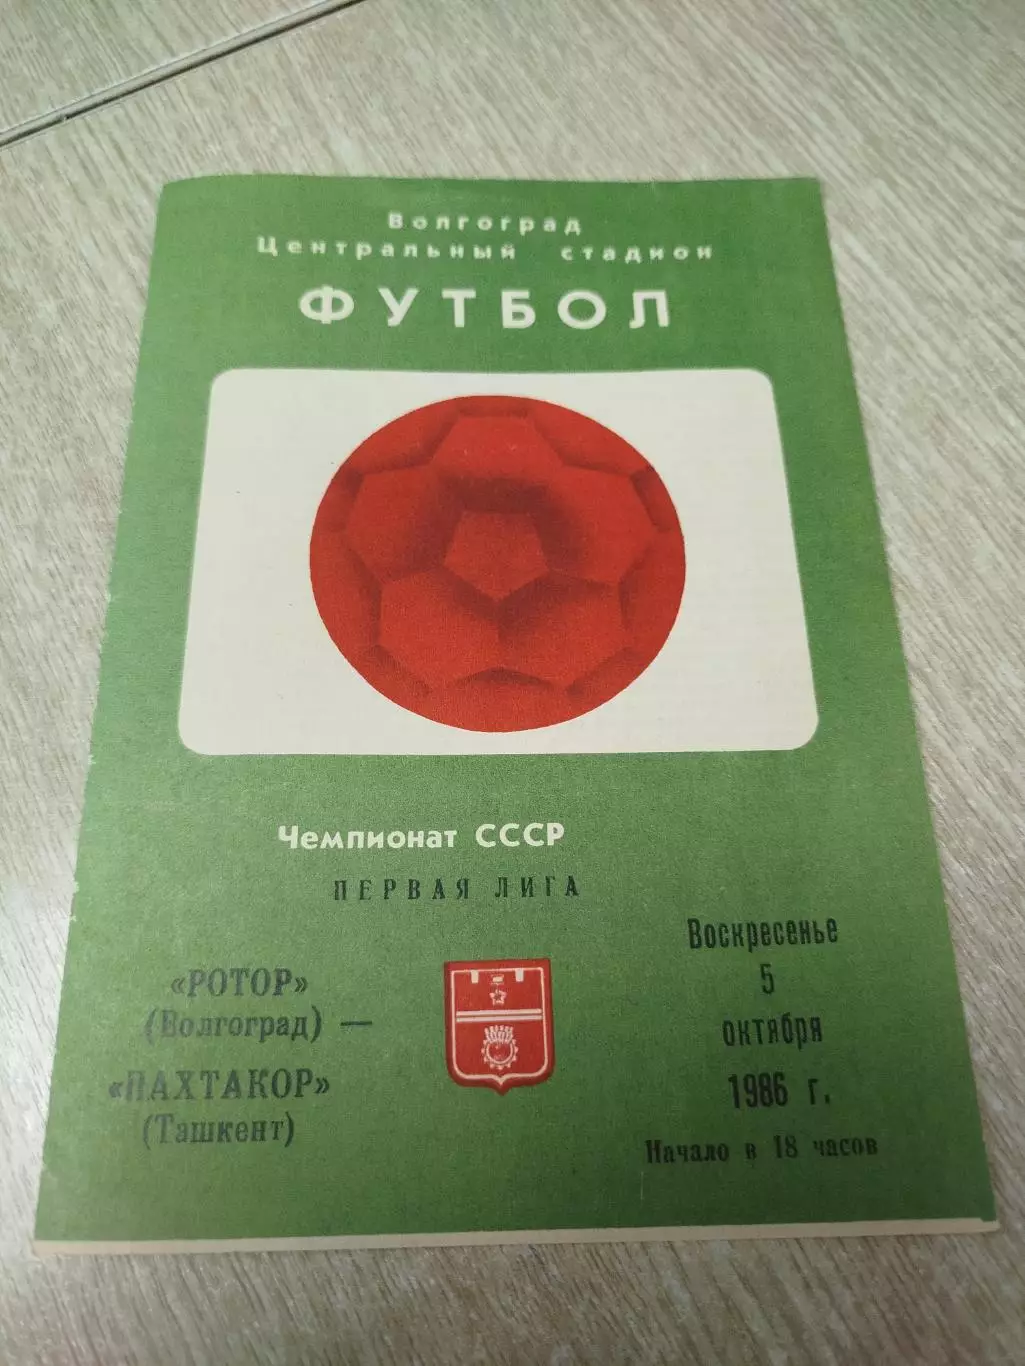 Волгоград
Центральный стадион
ФУТБОЛ
Чемпионат СССР
ПЕРВАЯ ЛИГА
«РОТОР»
(Волгоград) —
«ПАХТАКОР»
(Ташкент)
Воскресенье
5
октября
1986 г.
Начало в 18 часов